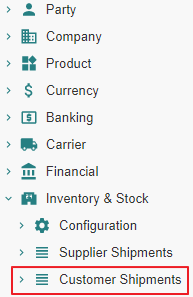 Party
Company
Product
Currency
Banking
Carrier
Financial
Inventory & Stock
Configuration
Supplier Shipments
Customer Shipments